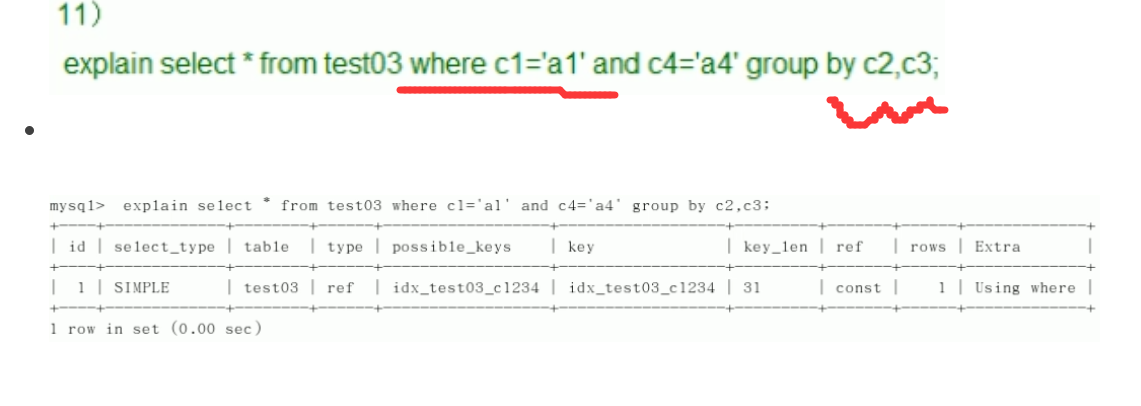 11)
explain select * from test03 where c1='a1' and c4='a4' group by c2,c3;
mysql> explain select * from test03 where c1='a1' and c4='a4' group by c2,c3;
+----+-------------+--------+------+------------------+------------------+---------+-------+------+-------------+
| id | select_type | table | type | possible_keys | key | key_len | ref | rows | Extra |
+----+-------------+--------+------+------------------+------------------+---------+-------+------+-------------+
| 1 | SIMPLE | test03 | ref | idx_test03_c1234 | idx_test03_c1234 | 31 | const | 1 | Using where |
+----+-------------+--------+------+------------------+------------------+---------+-------+------+-------------+
1 row in set (0.00 sec)